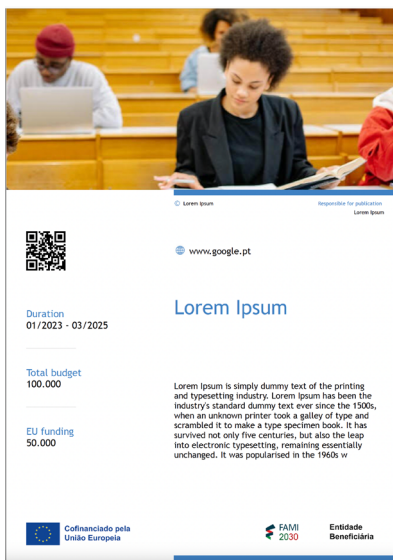 © Lorem Ipsum
Responsible for publication
Lorem Ipsum
www.google.pt
Lorem Ipsum
Duration
01/2023 - 03/2025
Total budget
100.000
EU funding
50.000
Lorem Ipsum is simply dummy text of the printing
and typesetting industry. Lorem Ipsum has been the
industry's standard dummy text ever since the 1500s,
when an unknown printer took a galley of type and
scrambled it to make a type specimen book. It has
survived not only five centuries, but also the leap
into electronic typesetting, remaining essentially
unchanged. It was popularised in the 1960s w
Cofinanciado pela
União Europeia
FAMI
2030
Entidade
Beneficiária